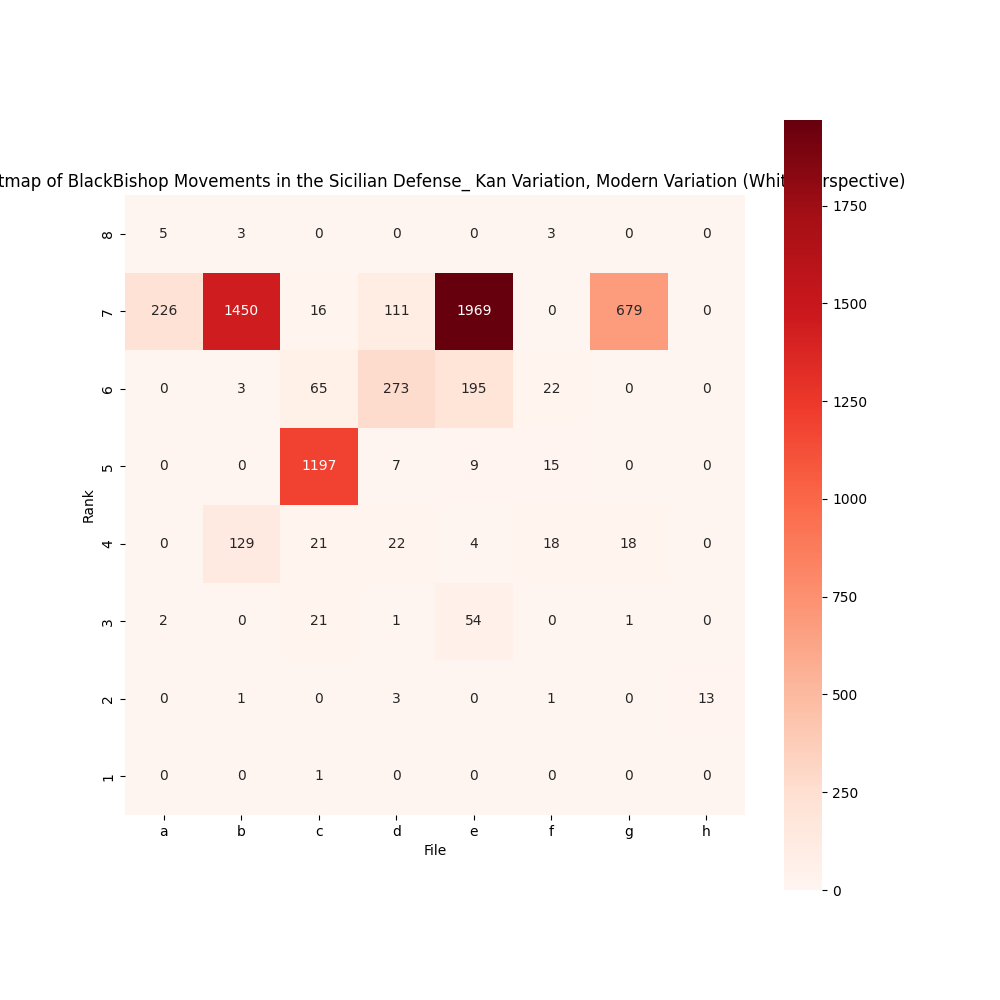 tmap of BlackBishop Movements in the Sicilian Defense_ Kan Variation, Modern Variation (Whit rspective)
8 5 3 0 0 0 3 0 0
7 226 1450 16 111 1969 0 679 0
6 0 3 65 273 195 22 0 0
5 0 0 1197 7 9 15 0 0
4 0 129 21 22 4 18 18 0
3 2 0 21 1 54 0 1 0
2 0 1 0 3 0 1 0 13
1 0 0 1 0 0 0 0 0
Rank
a b c d e f g h
File
1750
1500
1250
1000
750
500
250
0